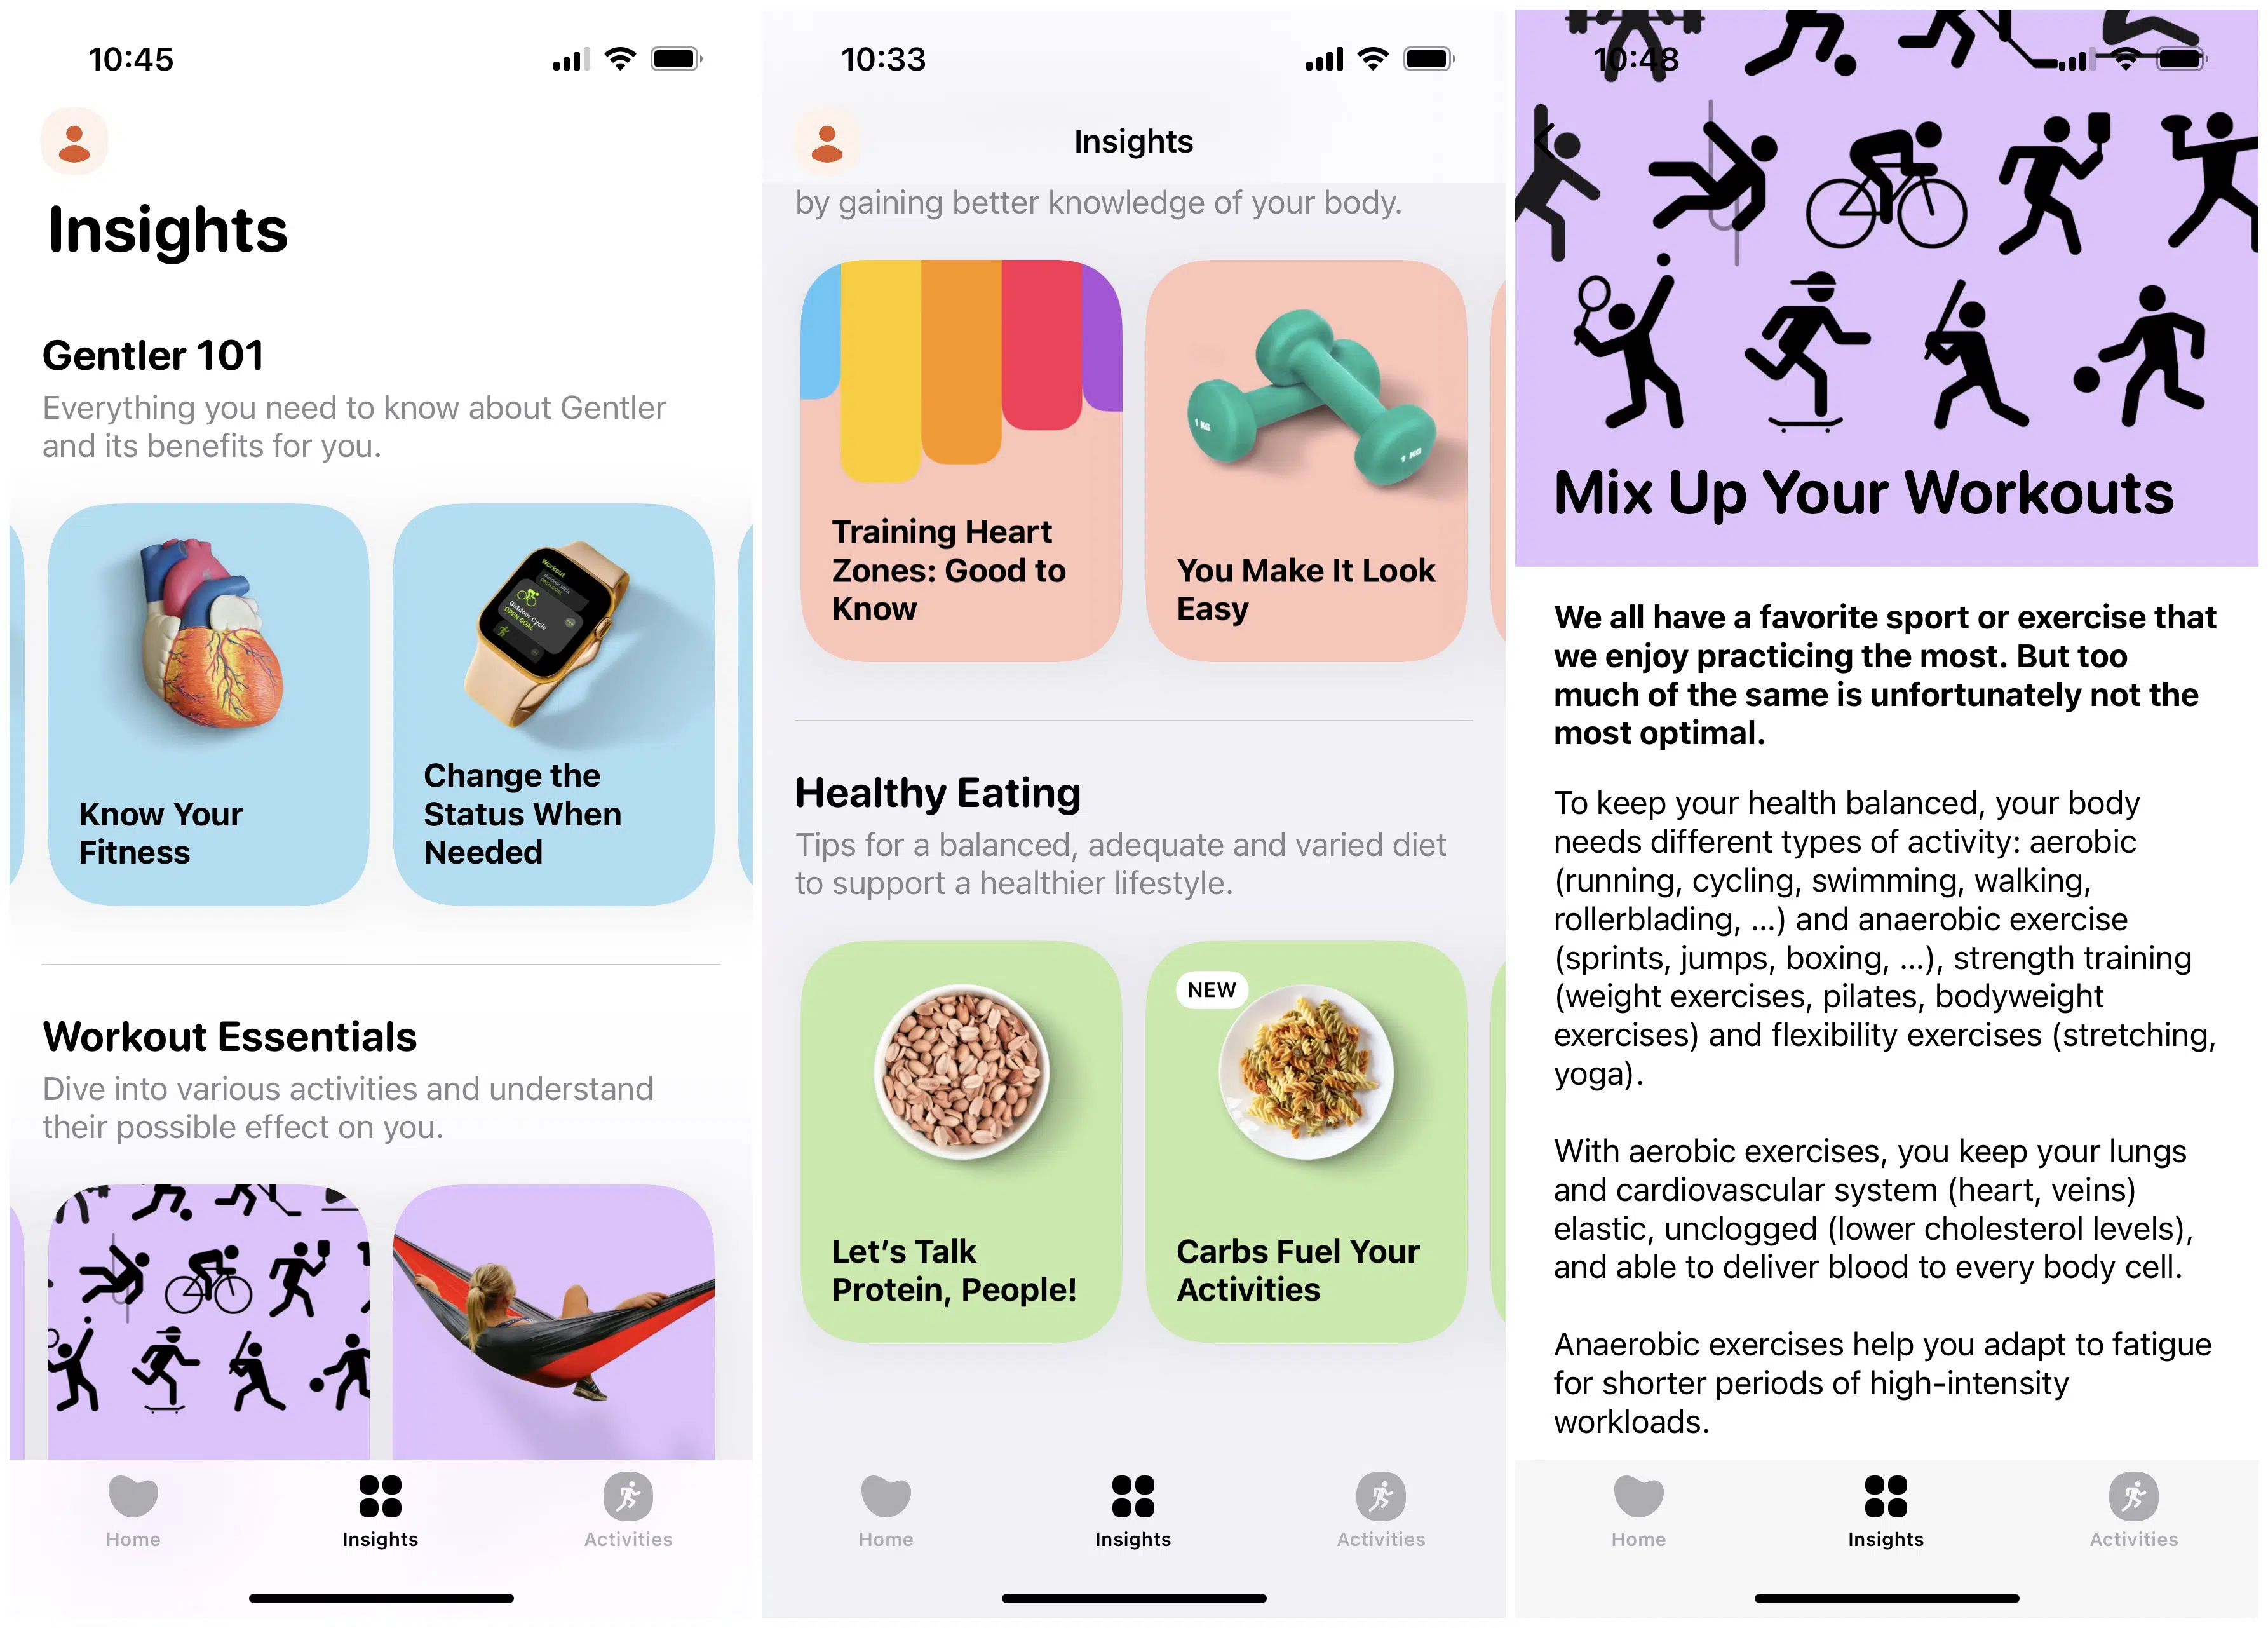 10:45
Insights
Gentler 101
Everything you need to know about Gentler
and its benefits for you.
Workout
Outdoor Cycle
OPEN GOAL
Know Your
Fitness
Change the
Status When
Needed
Workout Essentials
Dive into various activities and understand
their possible effect on you.
Home
Insights
Activities
10:33
Insights
by gaining better knowledge of your body.
1 KG
1 KG
Training Heart
Zones: Good to
Know
You Make It Look
Easy
Healthy Eating
Tips for a balanced, adequate and varied diet
to support a healthier lifestyle.
NEW
Let’s Talk
Protein, People!
Carbs Fuel Your
Activities
Home
Insights
Activities
10:48
Mix Up Your Workouts
We all have a favorite sport or exercise that
we enjoy practicing the most. But too
much of the same is unfortunately not the
most optimal.
To keep your health balanced, your body
needs different types of activity: aerobic
(running, cycling, swimming, walking,
rollerblading, ...) and anaerobic exercise
(sprints, jumps, boxing, ...), strength training
(weight exercises, pilates, bodyweight
exercises) and flexibility exercises (stretching,
yoga).
With aerobic exercises, you keep your lungs
and cardiovascular system (heart, veins)
elastic, unclogged (lower cholesterol levels),
and able to deliver blood to every body cell.
Anaerobic exercises help you adapt to fatigue
for shorter periods of high-intensity
workloads.
Home
Insights
Activities